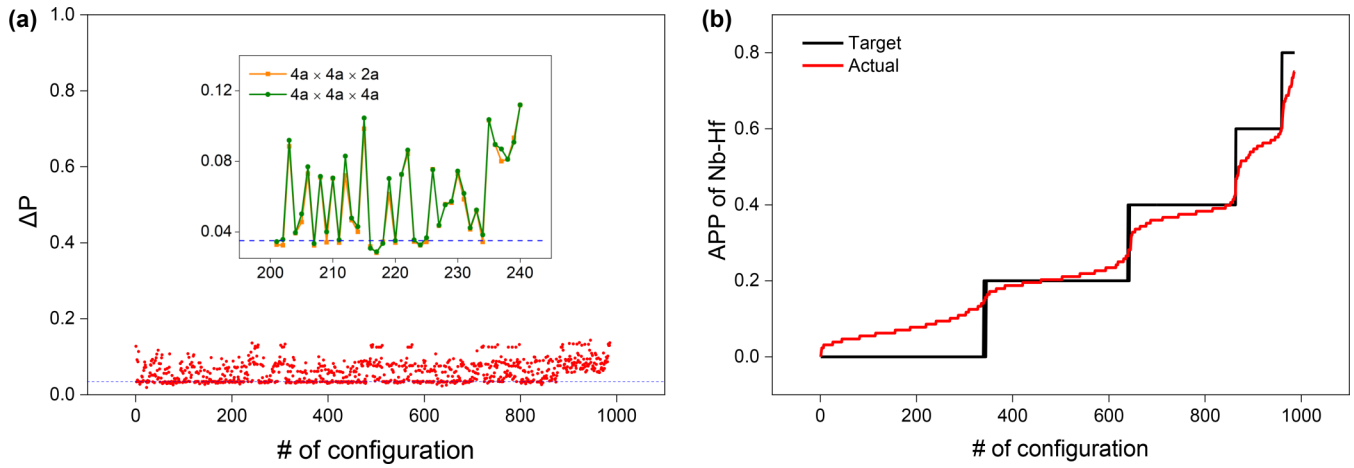 (a)
1.0
0.8
0.6
0.4
0.2
0.0
ΔP
0 200 400 600 800 1000
# of configuration
4a × 4a × 2a
4a × 4a × 4a
0.12
0.08
0.04
200 210 220 230 240
(b)
0.8
0.6
0.4
0.2
0.0
APP of Nb-Hf
Target
Actual
0 200 400 600 800 1000
# of configuration